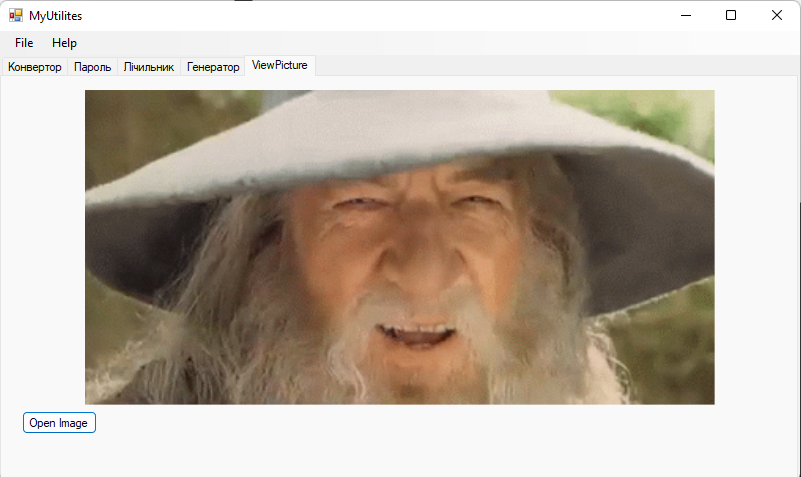 MyUtilites
File Help
Конвертор Пароль Лічильник Генератор ViewPicture
Open Image